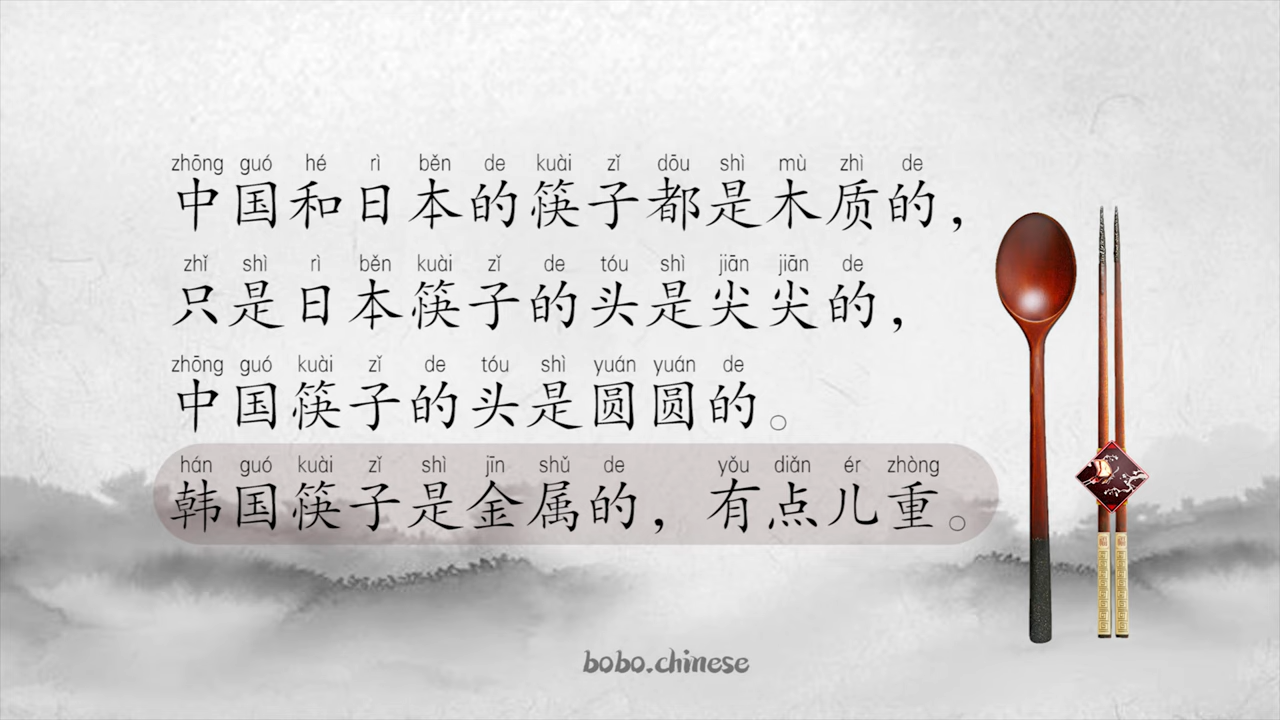 zhōng guó hé rì běn de kuài zǐ dōu shì mù zhì de
中国和日本的筷子都是木质的，
zhǐ shì rì běn kuài zǐ de tóu shì jiān jiān de
只是日本筷子的头是尖尖的，
zhōng guó kuài zǐ de tóu shì yuán yuán de
中国筷子的头是圆圆的。
hán guó kuài zǐ shì jīn shǔ de yǒu diǎn ér zhòng
韩国筷子是金属的，有点儿重。
bobo.chinese